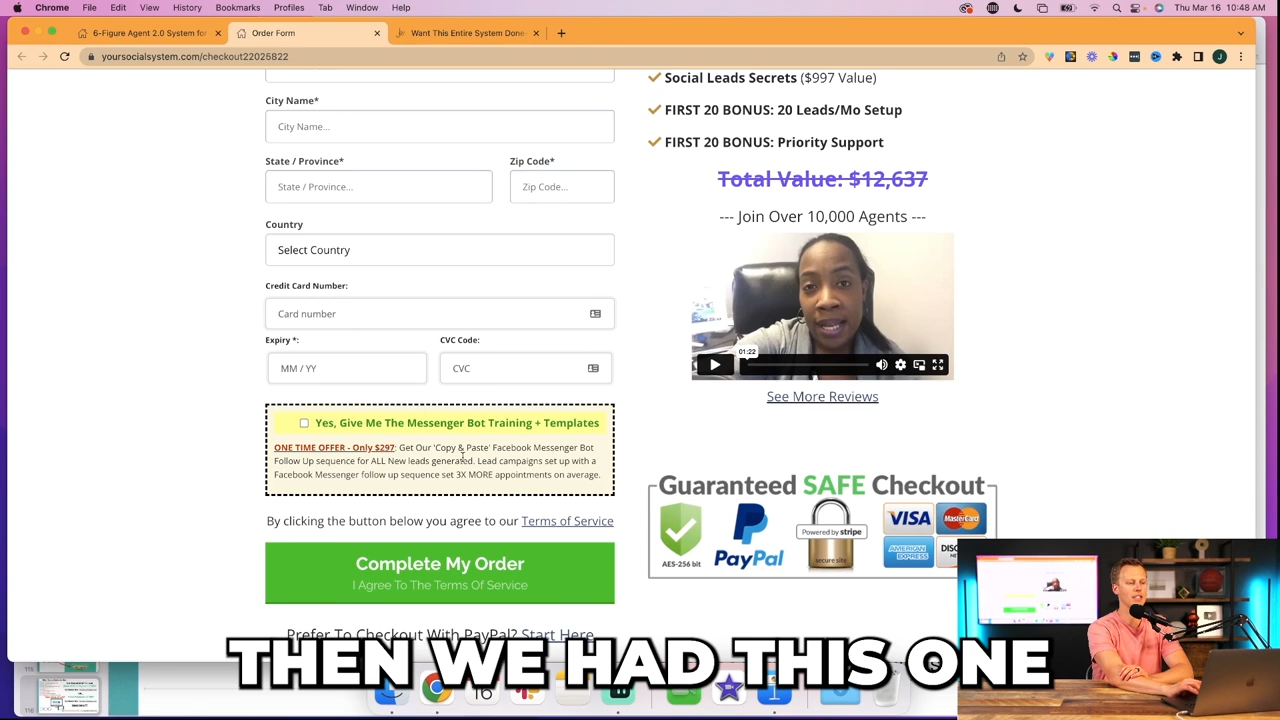 Chrome File Edit View History Bookmarks Profiles Tab Window Help
Thu Mar 16 10:48 AM
6-Figure Agent 2.0 System for
Order Form
Want This Entire System Done
yoursocialsystem.com/checkout22025822
J
City Name*
City Name...
State / Province*
Zip Code*
State / Province...
Zip Code...
Country
Select Country
Credit Card Number:
Card number
Expiry *:
CVC Code:
MM / YY
CVC
Yes, Give Me The Messenger Bot Training + Templates
ONE TIME OFFER - Only $297: Get Our 'Copy & Paste' Facebook Messenger Bot
Follow Up sequence for ALL New leads generated. Lead campaigns set up with a
Facebook Messenger follow up sequence set 3X MORE appointments on average.
By clicking the button below you agree to our Terms of Service
Complete My Order
I Agree To The Terms Of Service
Prefer To Checkout With PayPal? Start Here
Social Leads Secrets ($997 Value)
FIRST 20 BONUS: 20 Leads/Mo Setup
FIRST 20 BONUS: Priority Support
Total Value: $12,637
--- Join Over 10,000 Agents ---
01:22
See More Reviews
Guaranteed SAFE Checkout
AES-256 bit
PayPal
Powered by stripe
secure site
VISA
MasterCard
AMERICAN EXPRESS
THEN WE HAD THIS ONE